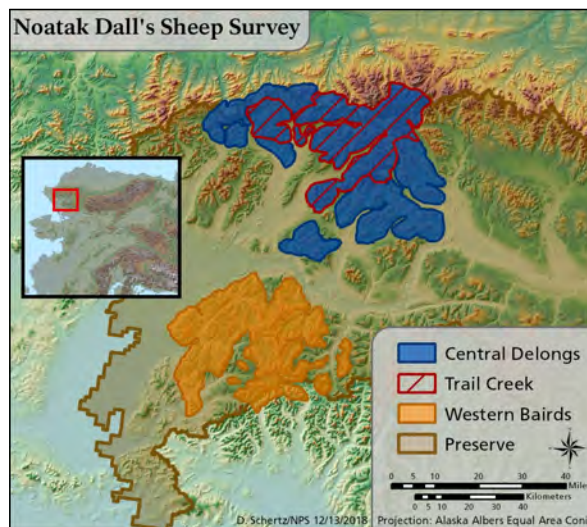 Noatak Dall's Sheep Survey
Central Delongs
Trail Creek
Western Bairds
Preserve
0 5 10 20 30 40
Mile
Kilometers
0 5 10 20 30 40
D. Schertz/NPS 12/13/2018 Projection: Alaska Albers Equal Area Con